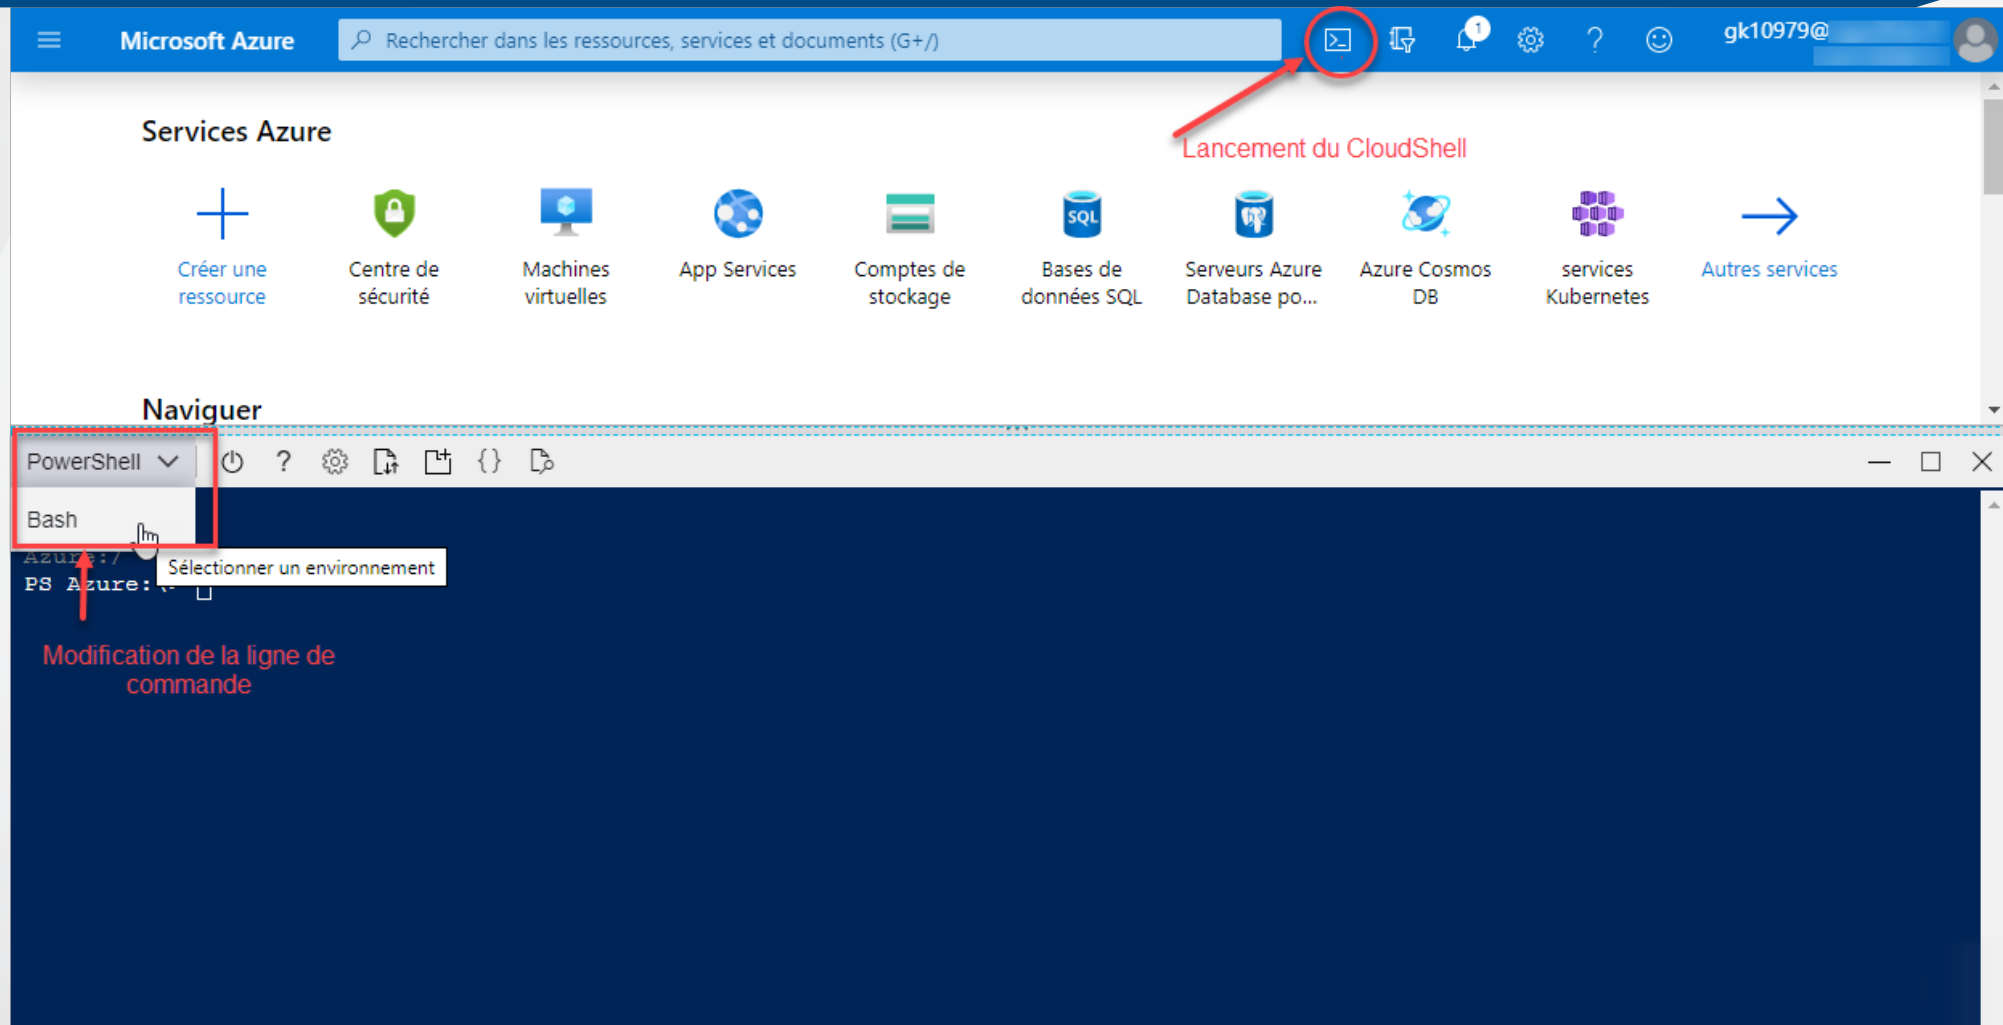 Microsoft Azure
Rechercher dans les ressources, services et documents (G+/)
1
gk10979@
Services Azure
Lancement du CloudShell
SQL
Créer une
ressource
Centre de
sécurité
Machines
virtuelles
App Services
Comptes de
stockage
Bases de
données SQL
Serveurs Azure
Database po...
Azure Cosmos
DB
services
Kubernetes
Autres services
Naviguer
PowerShell
Bash
Azure:/
Sélectionner un environnement
PS Azure:\>
Modification de la ligne de
commande